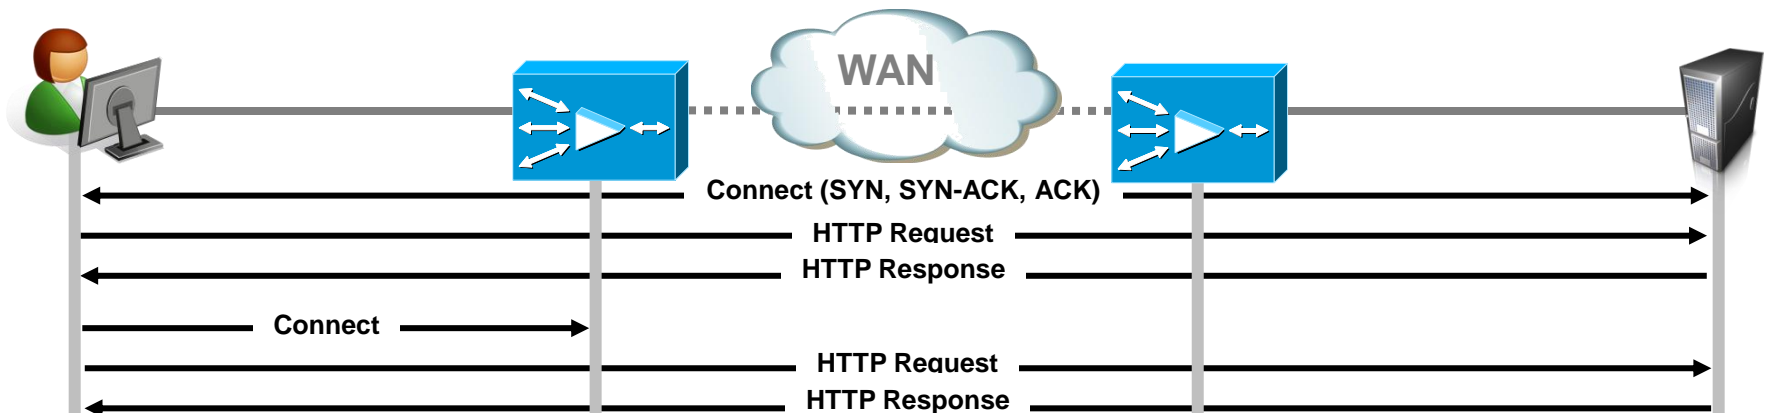 WAN
Connect (SYN, SYN-ACK, ACK)
HTTP Request
HTTP Response
Connect
HTTP Request
HTTP Response